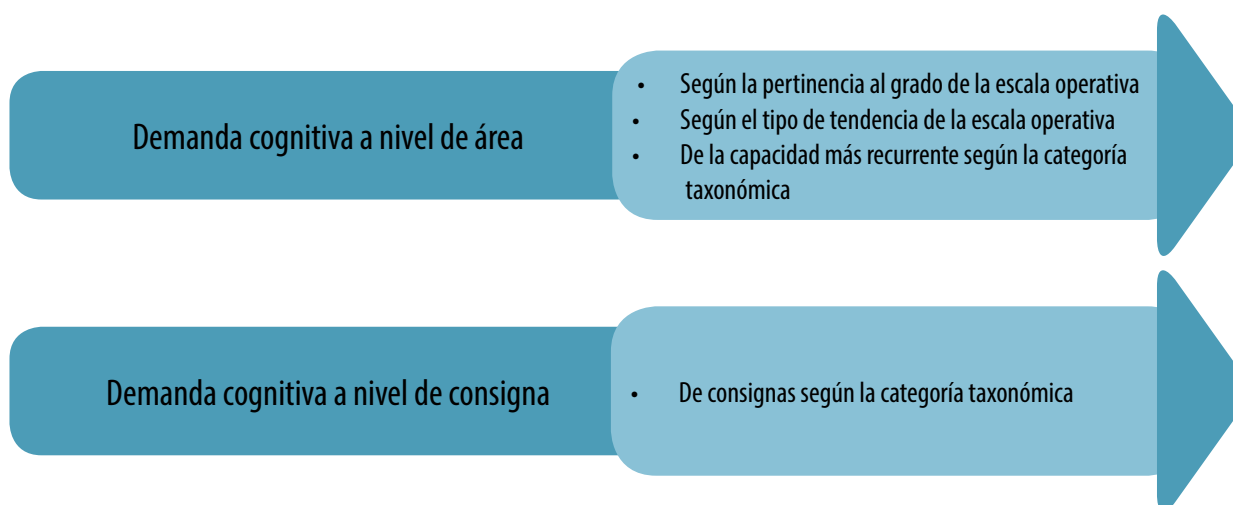 Demanda cognitiva a nivel de área
• Según la pertinencia al grado de la escala operativa
• Según el tipo de tendencia de la escala operativa
• De la capacidad más recurrente según la categoría
taxonómica
Demanda cognitiva a nivel de consigna
• De consignas según la categoría taxonómica